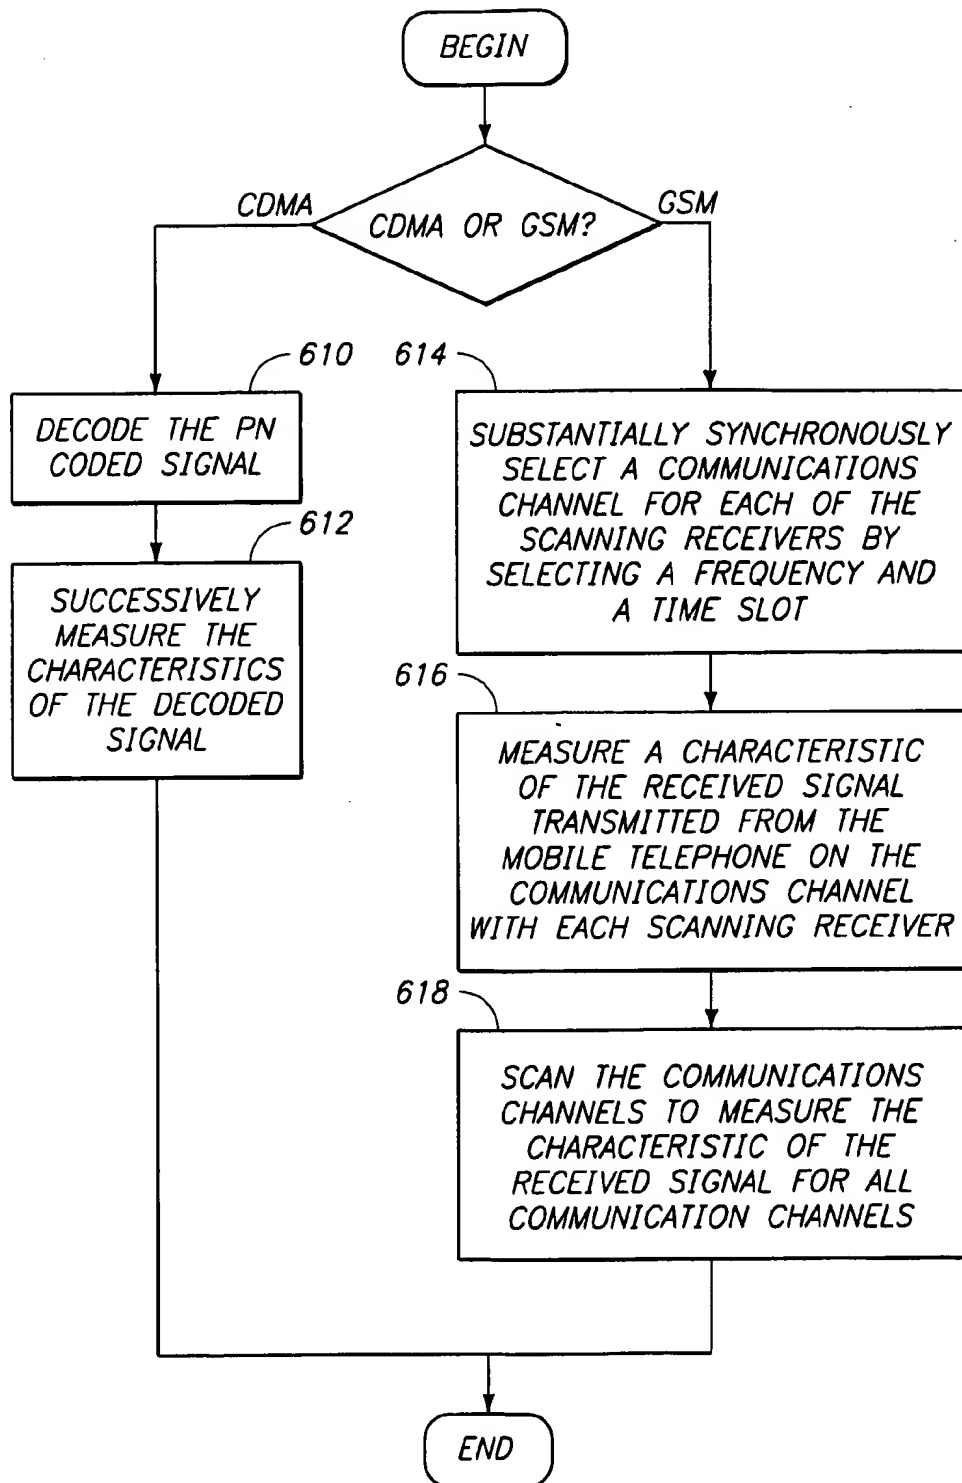 BEGIN
CDMA
CDMA OR GSM?
GSM
610
DECODE THE PN
CODED SIGNAL
612
SUCCESSIVELY
MEASURE THE
CHARACTERISTICS
OF THE DECODED
SIGNAL
614
SUBSTANTIALLY SYNCHRONOUSLY
SELECT A COMMUNICATIONS
CHANNEL FOR EACH OF THE
SCANNING RECEIVERS BY
SELECTING A FREQUENCY AND
A TIME SLOT
616
MEASURE A CHARACTERISTIC
OF THE RECEIVED SIGNAL
TRANSMITTED FROM THE
MOBILE TELEPHONE ON THE
COMMUNICATIONS CHANNEL
WITH EACH SCANNING RECEIVER
618
SCAN THE COMMUNICATIONS
CHANNELS TO MEASURE THE
CHARACTERISTIC OF THE
RECEIVED SIGNAL FOR ALL
COMMUNICATION CHANNELS
END